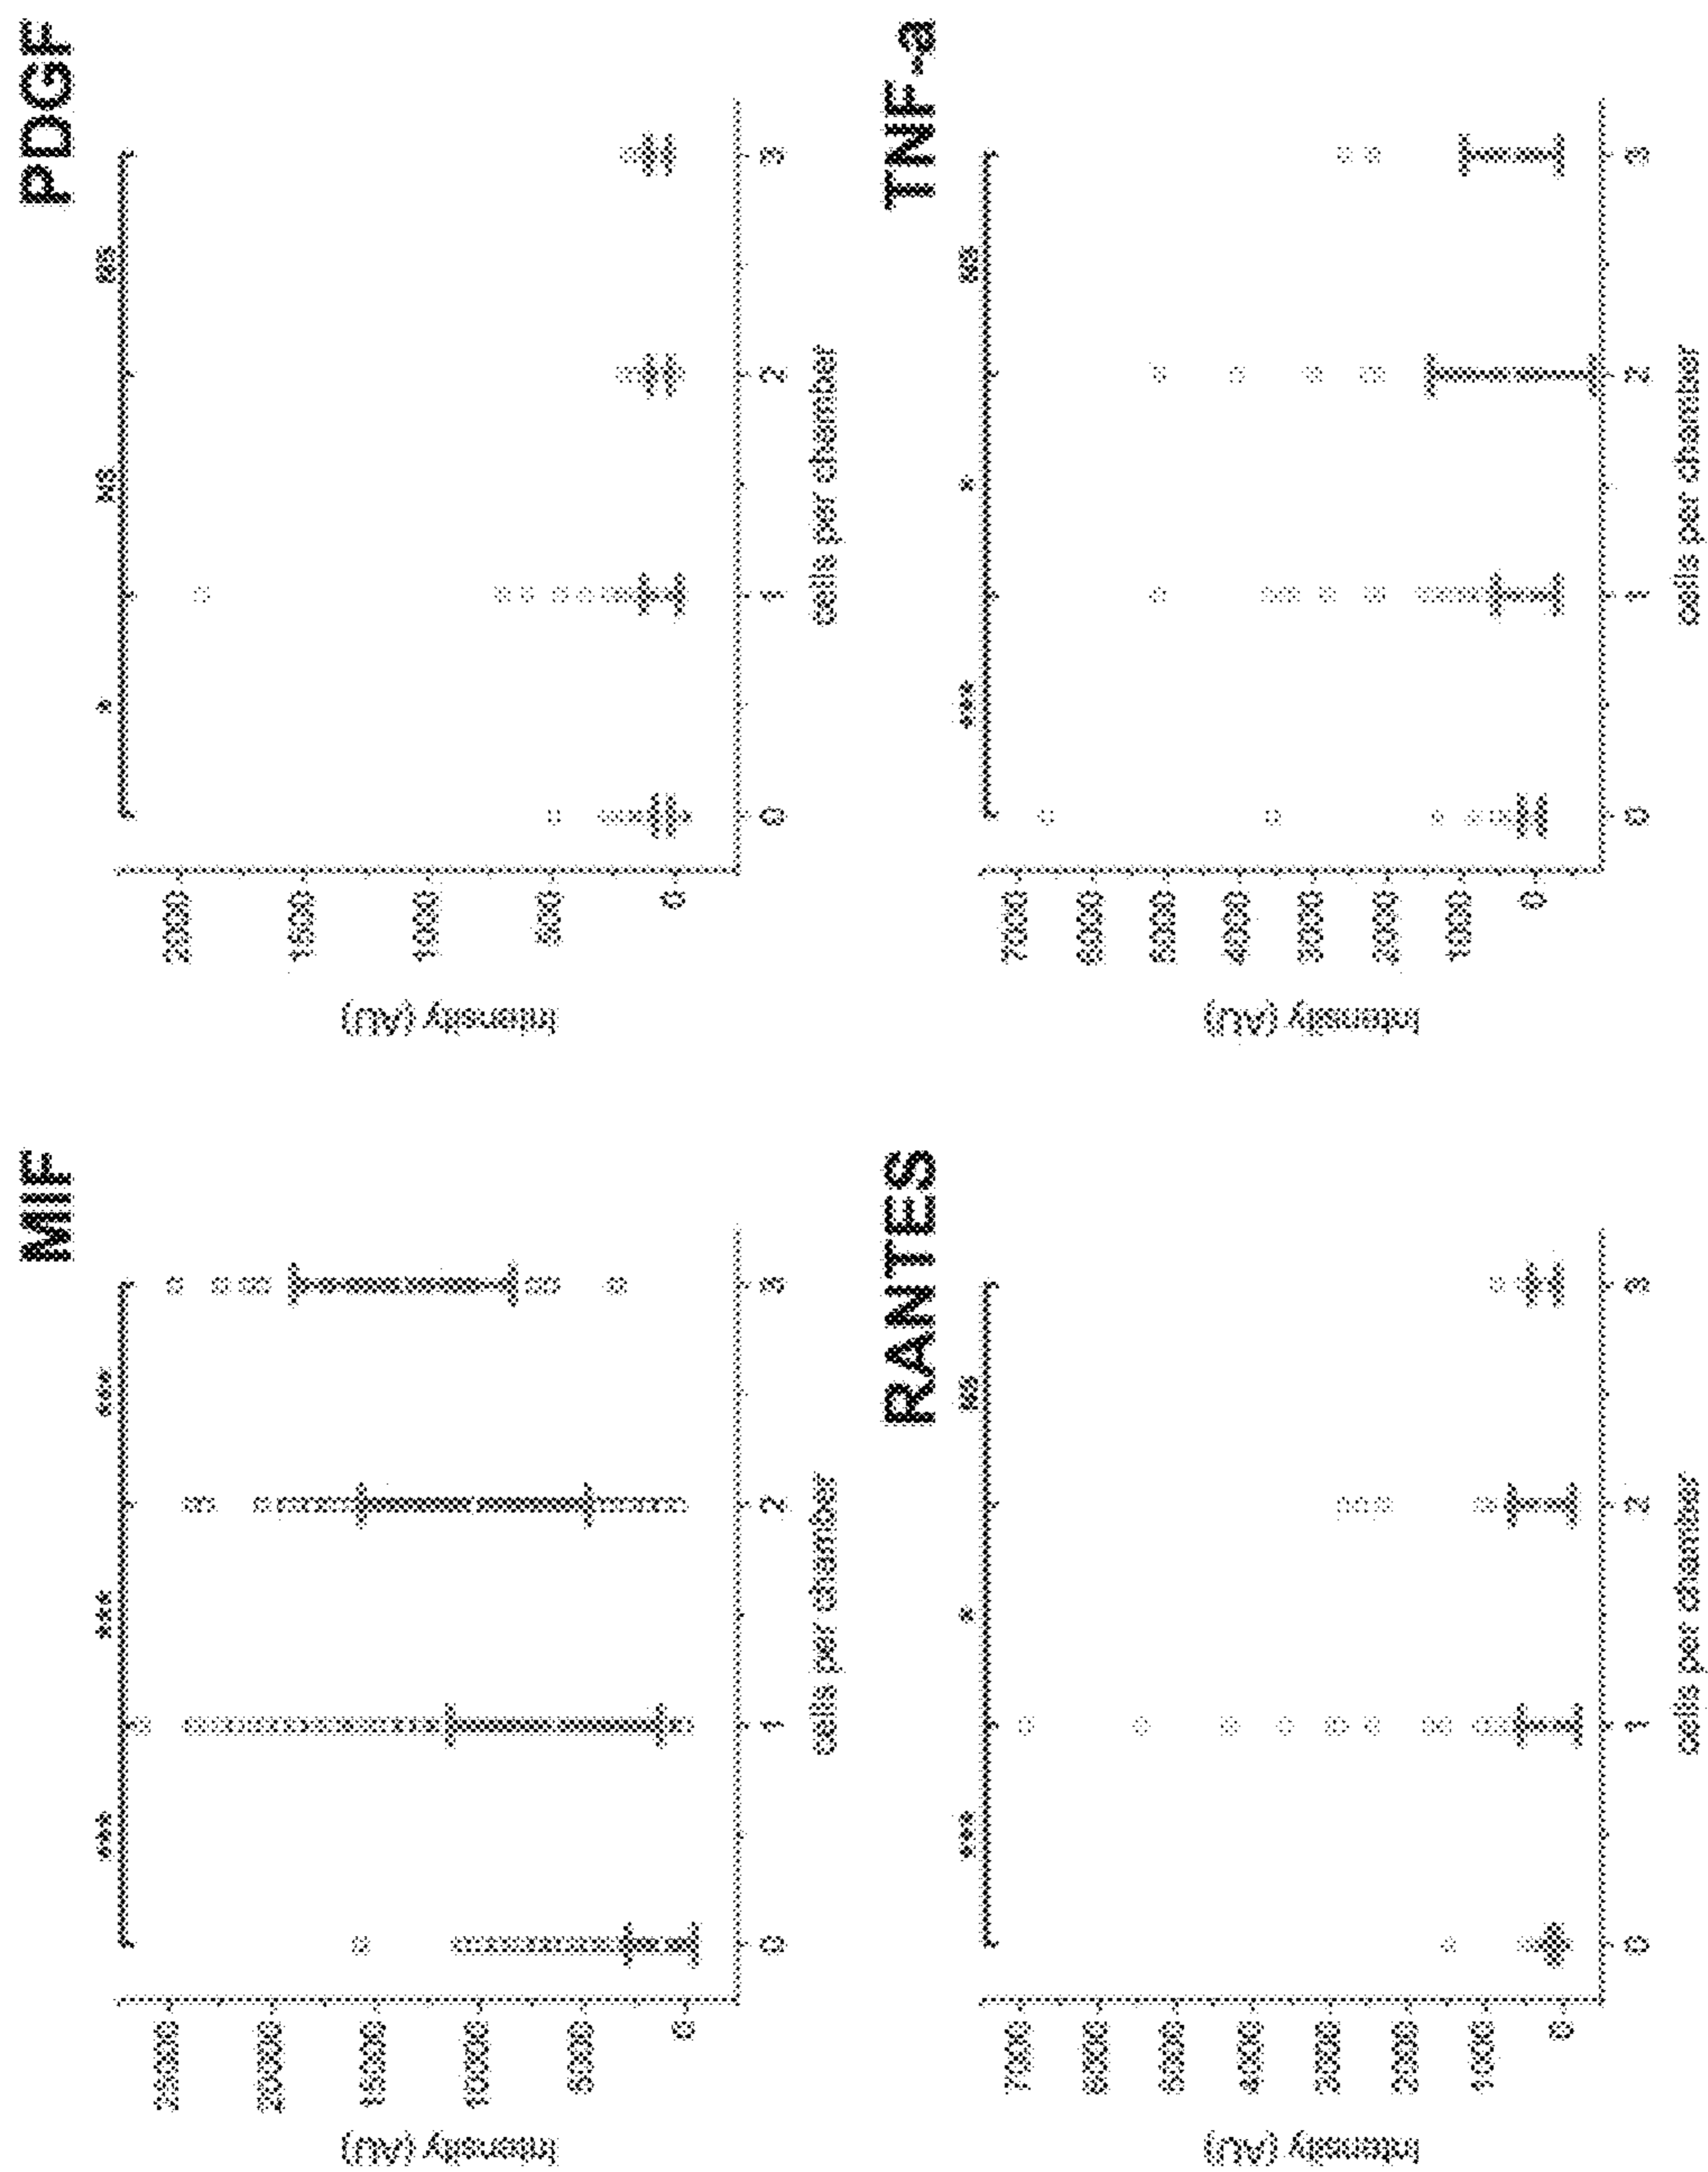 MIF
*** *** ***
25000
20000
15000
10000
5000
0
Intensity (AU)
0 1 2 3
cells per chamber
PDGF
* NS NS
2000
1500
1000
500
0
Intensity (AU)
0 1 2 3
cells per chamber
RANTES
*** * NS
7000
6000
5000
4000
3000
2000
1000
0
Intensity (AU)
0 1 2 3
cells per chamber
TNF-a
*** * NS
7000
6000
5000
4000
3000
2000
1000
0
Intensity (AU)
0 1 2 3
cells per chamber